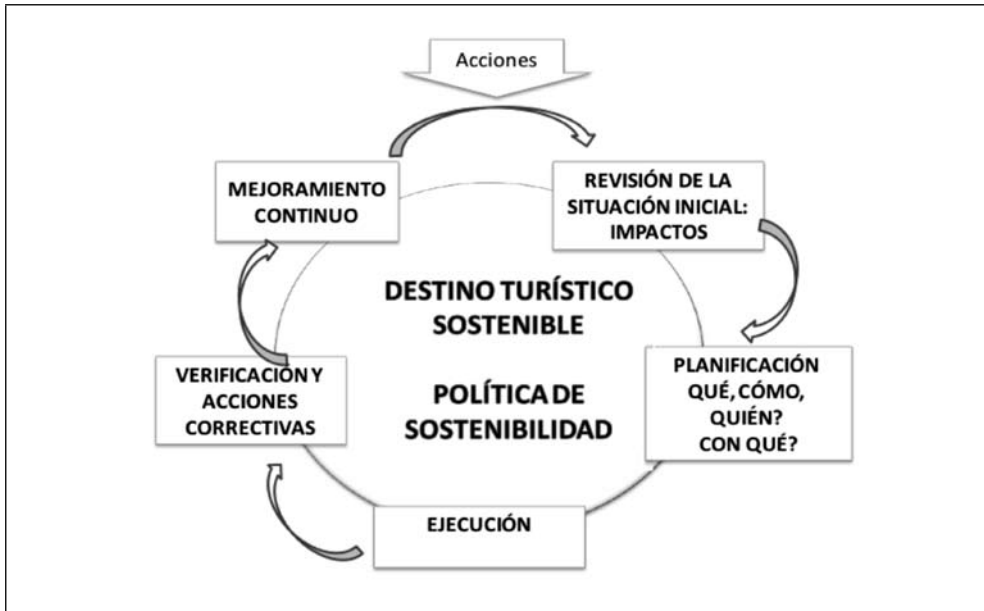 Acciones
MEJORAMIENTO
CONTINUO
REVISIÓN DE LA
SITUACIÓN INICIAL:
IMPACTOS
DESTINO TURÍSTICO
SOSTENIBLE
POLÍTICA DE
SOSTENIBILIDAD
PLANIFICACIÓN
QUÉ, CÓMO,
QUIÉN?
CON QUÉ?
VERIFICACIÓN Y
ACCIONES
CORRECTIVAS
EJECUCIÓN